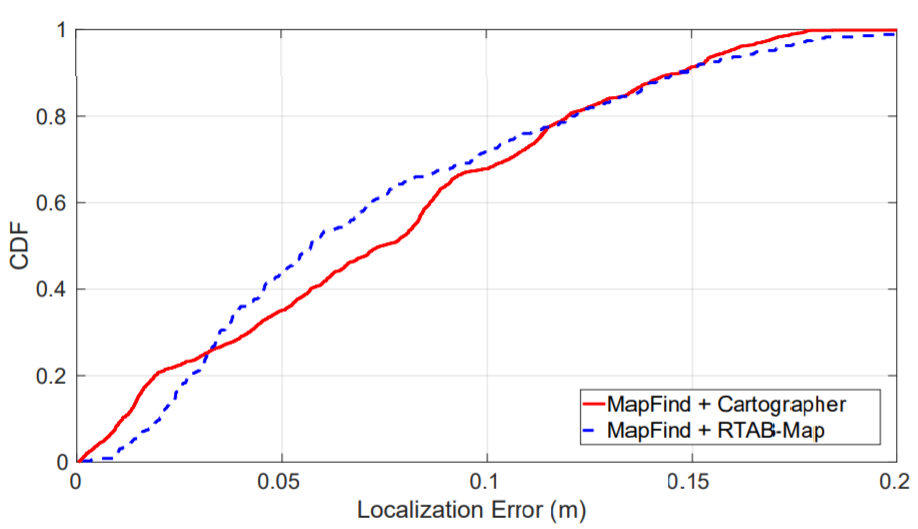 1
0.8
0.6
0.4
0.2
0
CDF
MapFind + Cartographer
MapFind + RTAB-Map
0 0.05 0.1 0.15 0.2
Localization Error (m)